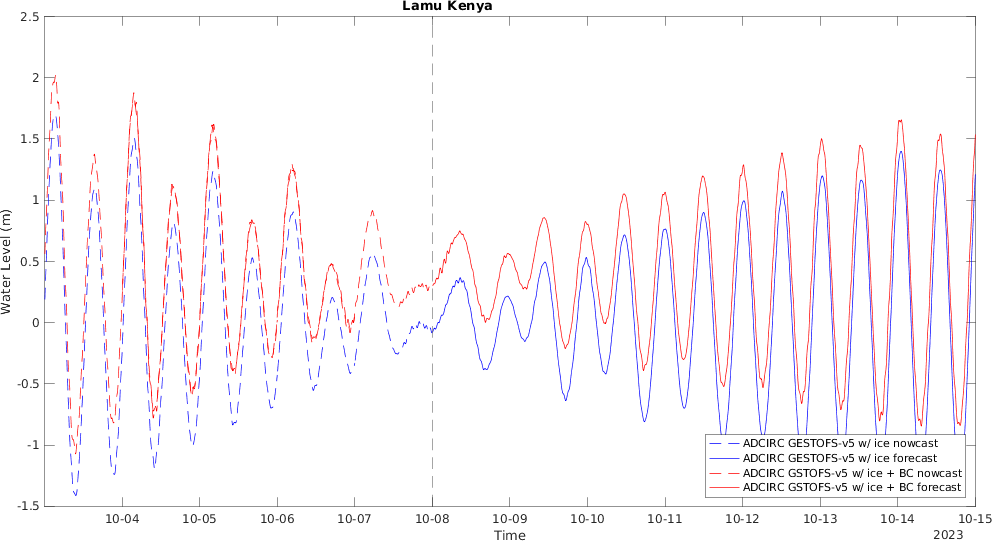 Lamu Kenya
2.5
2
1.5
1
0.5
0
-0.5
-1
-1.5
Water Level (m)
ADCIRC GESTOFS-v5 w/ ice nowcast
ADCIRC GESTOFS-v5 w/ ice forecast
ADCIRC GSTOFS-v5 w/ ice + BC nowcast
ADCIRC GSTOFS-v5 w/ ice + BC forecast
10-04 10-05 10-06 10-07 10-08 10-09 10-10 10-11 10-12 10-13 10-14 10-15
Time
2023